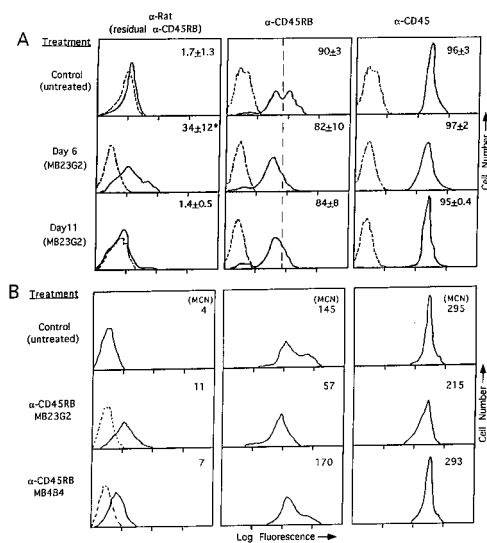 A
Treatment
α-Rat
(residual α-CD45RB)
α-CD45RB
α-CD45
Control
(untreated)
1.7±1.3
90±3
96±3
Day 6
(MB23G2)
34±12*
82±10
97±2
Day11
(MB23G2)
1.4±0.5
84±8
95±0.4
Cell Number
B
Treatment
Control
(untreated)
(MCN)
4
(MCN)
145
(MCN)
295
α-CD45RB
MB23G2
11
57
215
α-CD45RB
MB4B4
7
170
293
Cell Number
Log Fluorescence